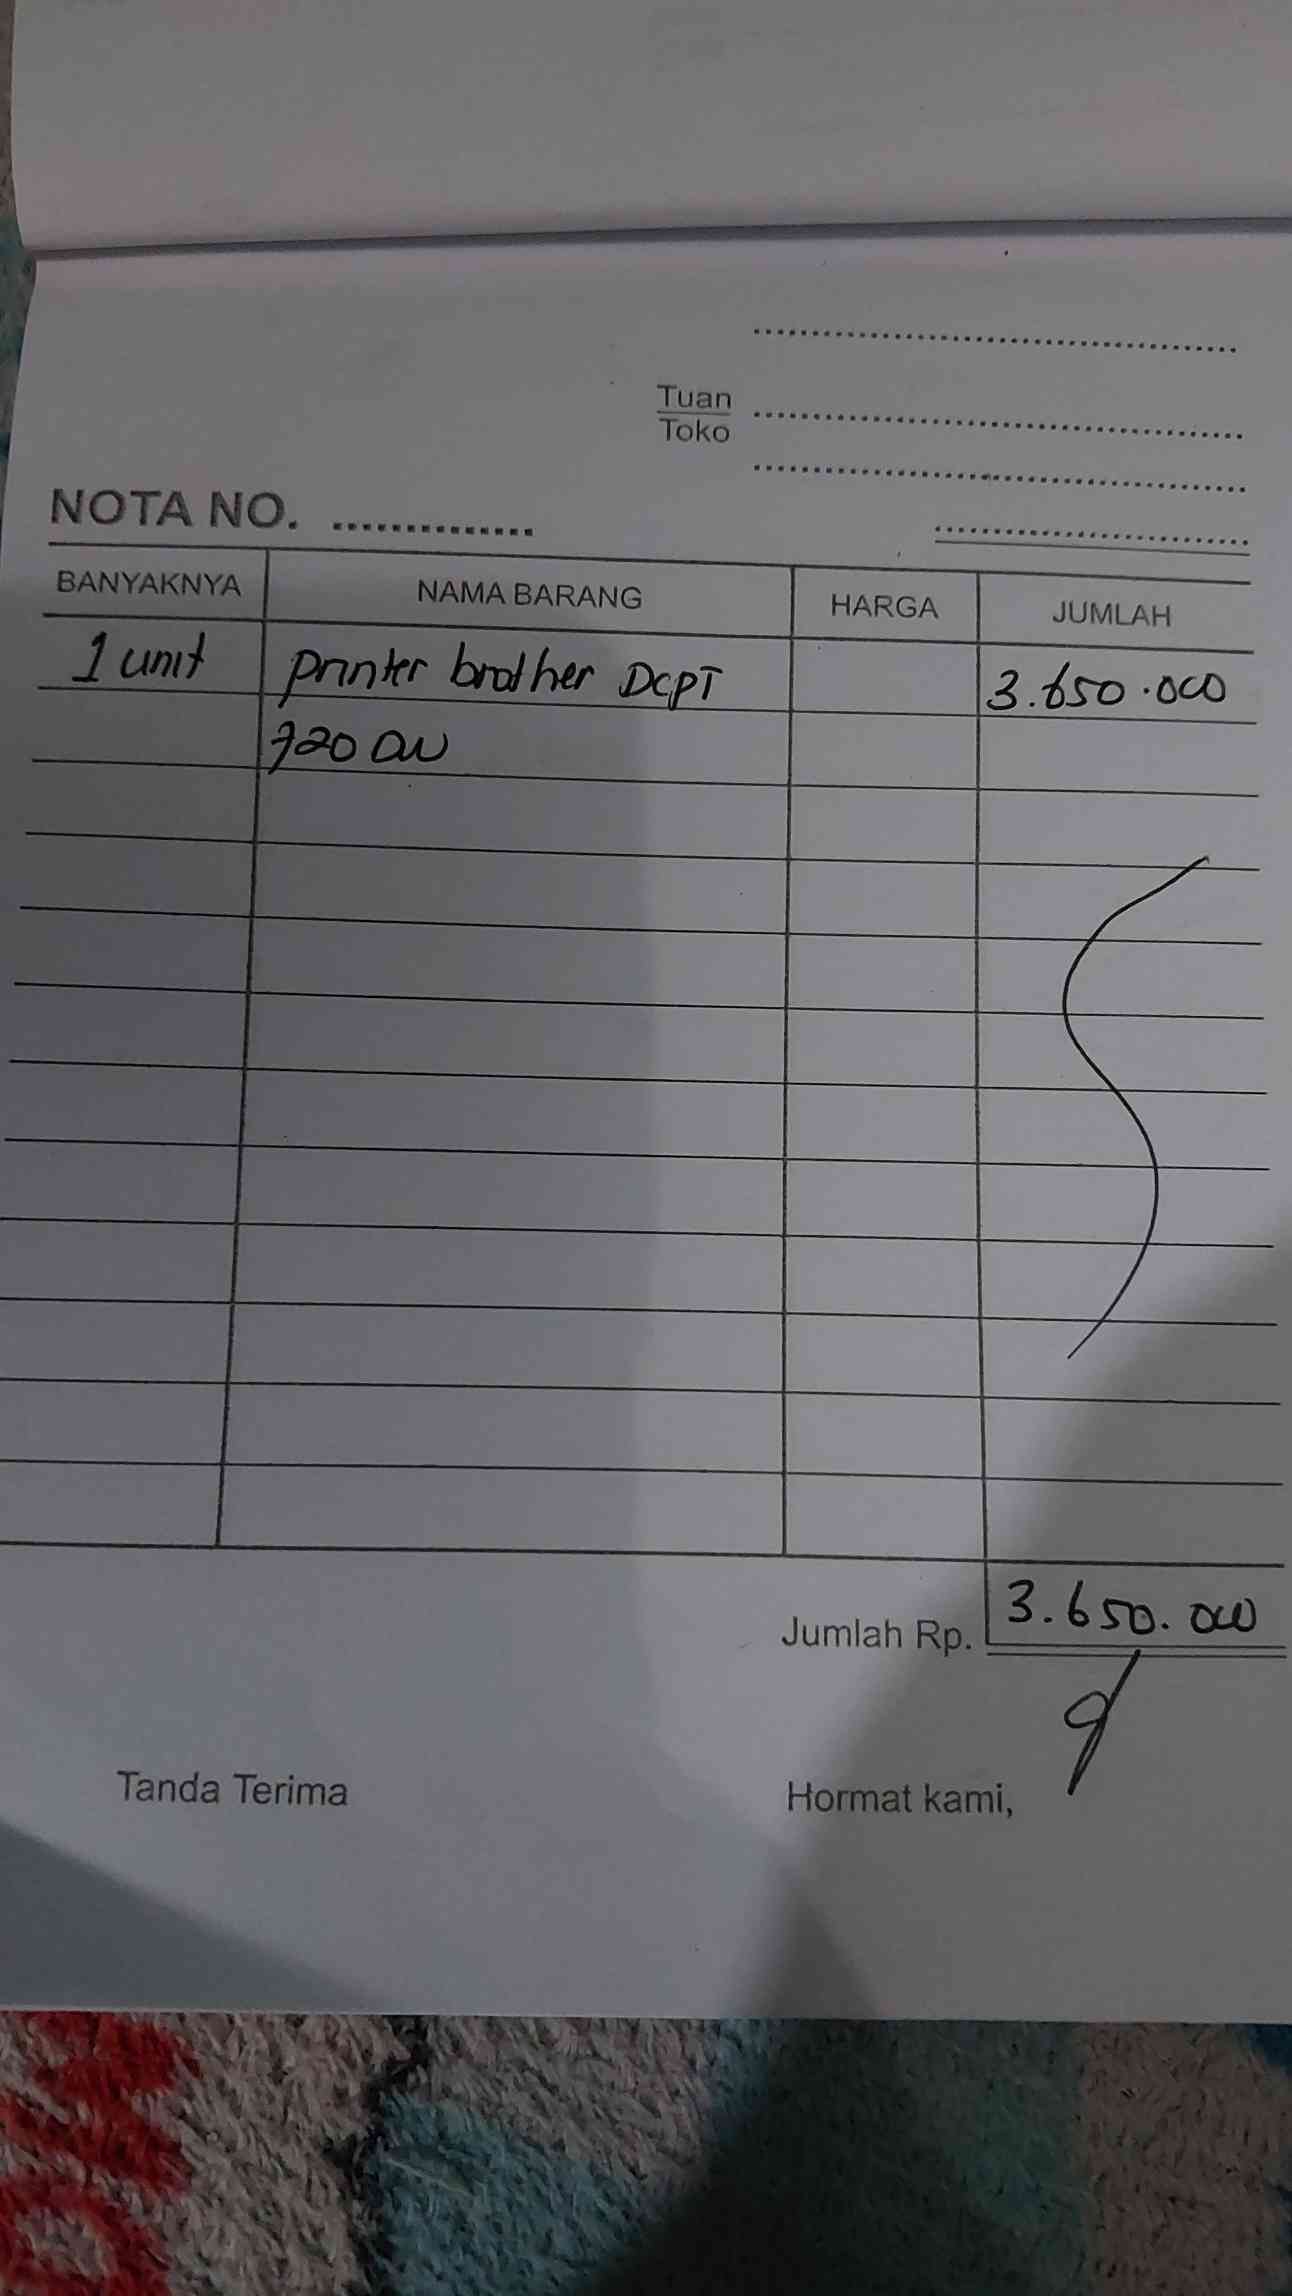 Tuan
Toko
NOTA NO.
BANYAKNYA NAMA BARANG HARGA JUMLAH
1 unit printer brother DCPT 3.650.000
720 DW
Jumlah Rp. 3.650.000
Tanda Terima Hormat kami,